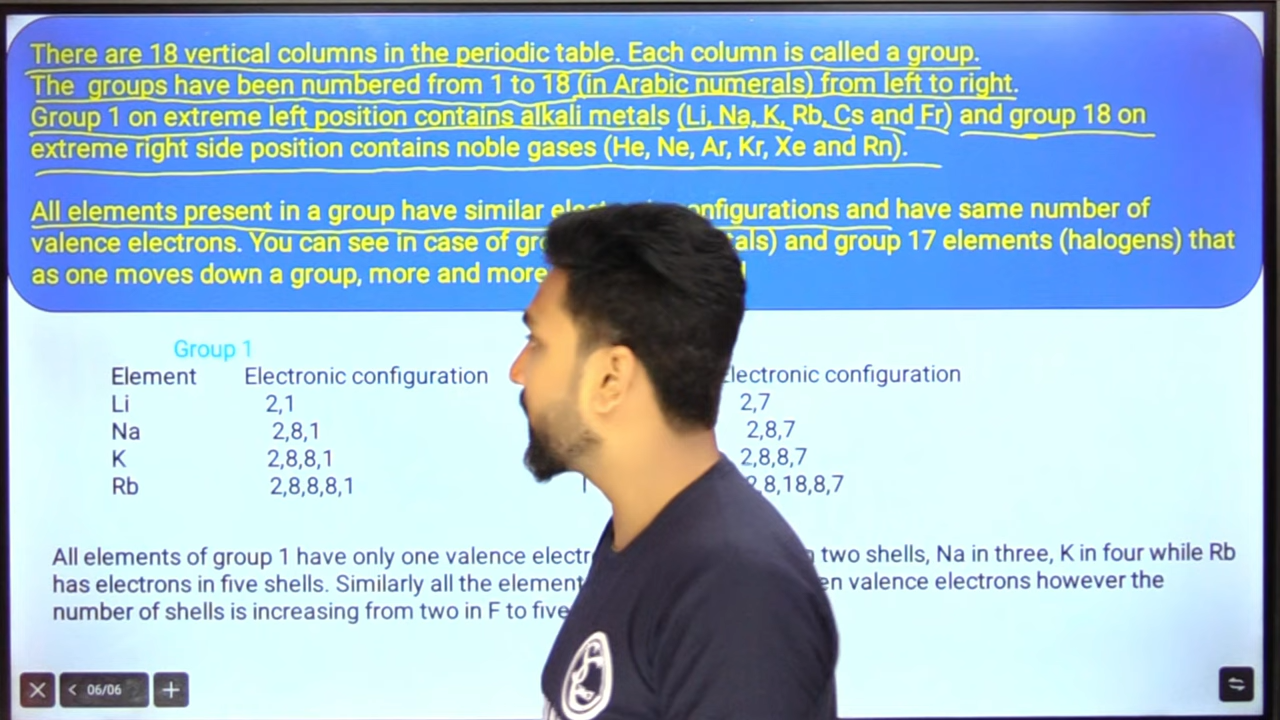 There are 18 vertical columns in the periodic table. Each column is called a group.
The groups have been numbered from 1 to 18 (in Arabic numerals) from left to right.
Group 1 on extreme left position contains alkali metals (Li, Na, K, Rb, Cs and Fr) and group 18 on
extreme right side position contains noble gases (He, Ne, Ar, Kr, Xe and Rn).
All elements present in a group have similar configurations and have same number of
valence electrons. You can see in case of and group 17 elements (halogens) that
as one moves down a group, more and more
Group 1
Element Electronic configuration Electronic configuration
Li 2,1 2,7
Na 2,8,1 2,8,7
K 2,8,8,1 2,8,8,7
Rb 2,8,8,8,1 2,8,18,8,7
All elements of group 1 have only one valence two shells, Na in three, K in four while Rb
has electrons in five shells. Similarly all the valence electrons however the
number of shells is increasing from two in F to five
06/06